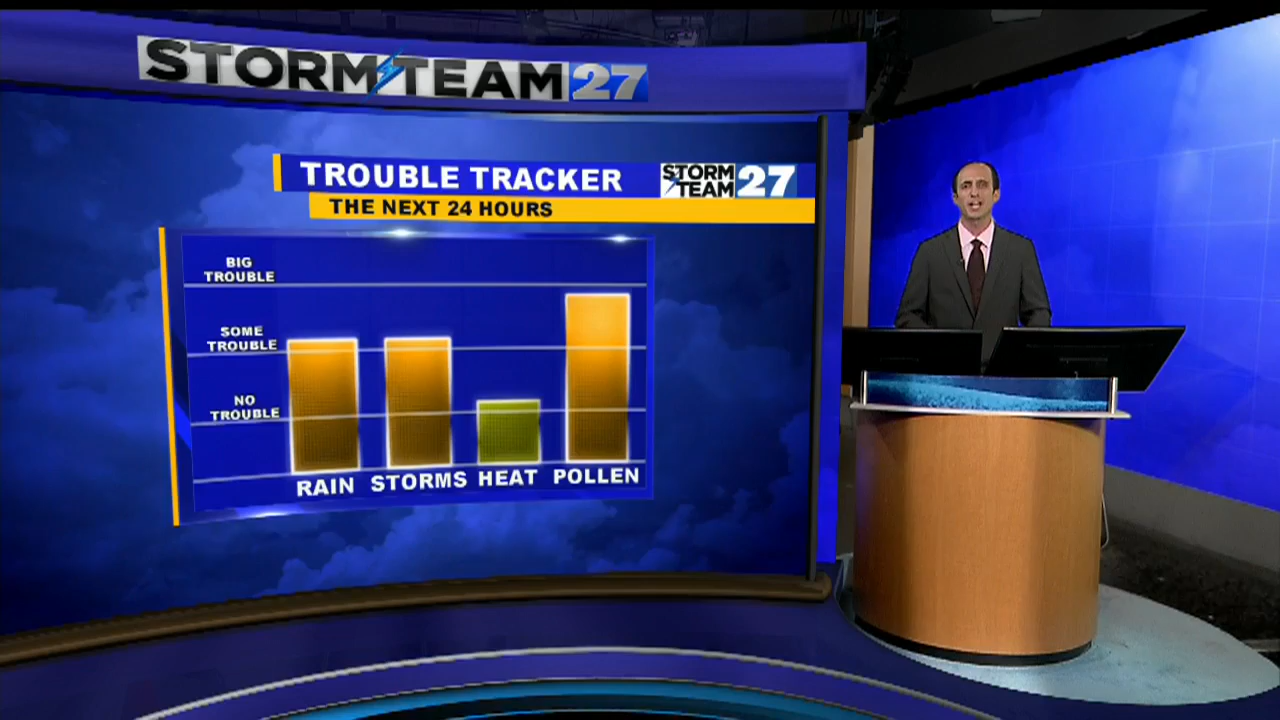 STORM TEAM 27
TROUBLE TRACKER
STORM TEAM 27
THE NEXT 24 HOURS
BIG TROUBLE
SOME TROUBLE
NO TROUBLE
RAIN STORMS HEAT POLLEN